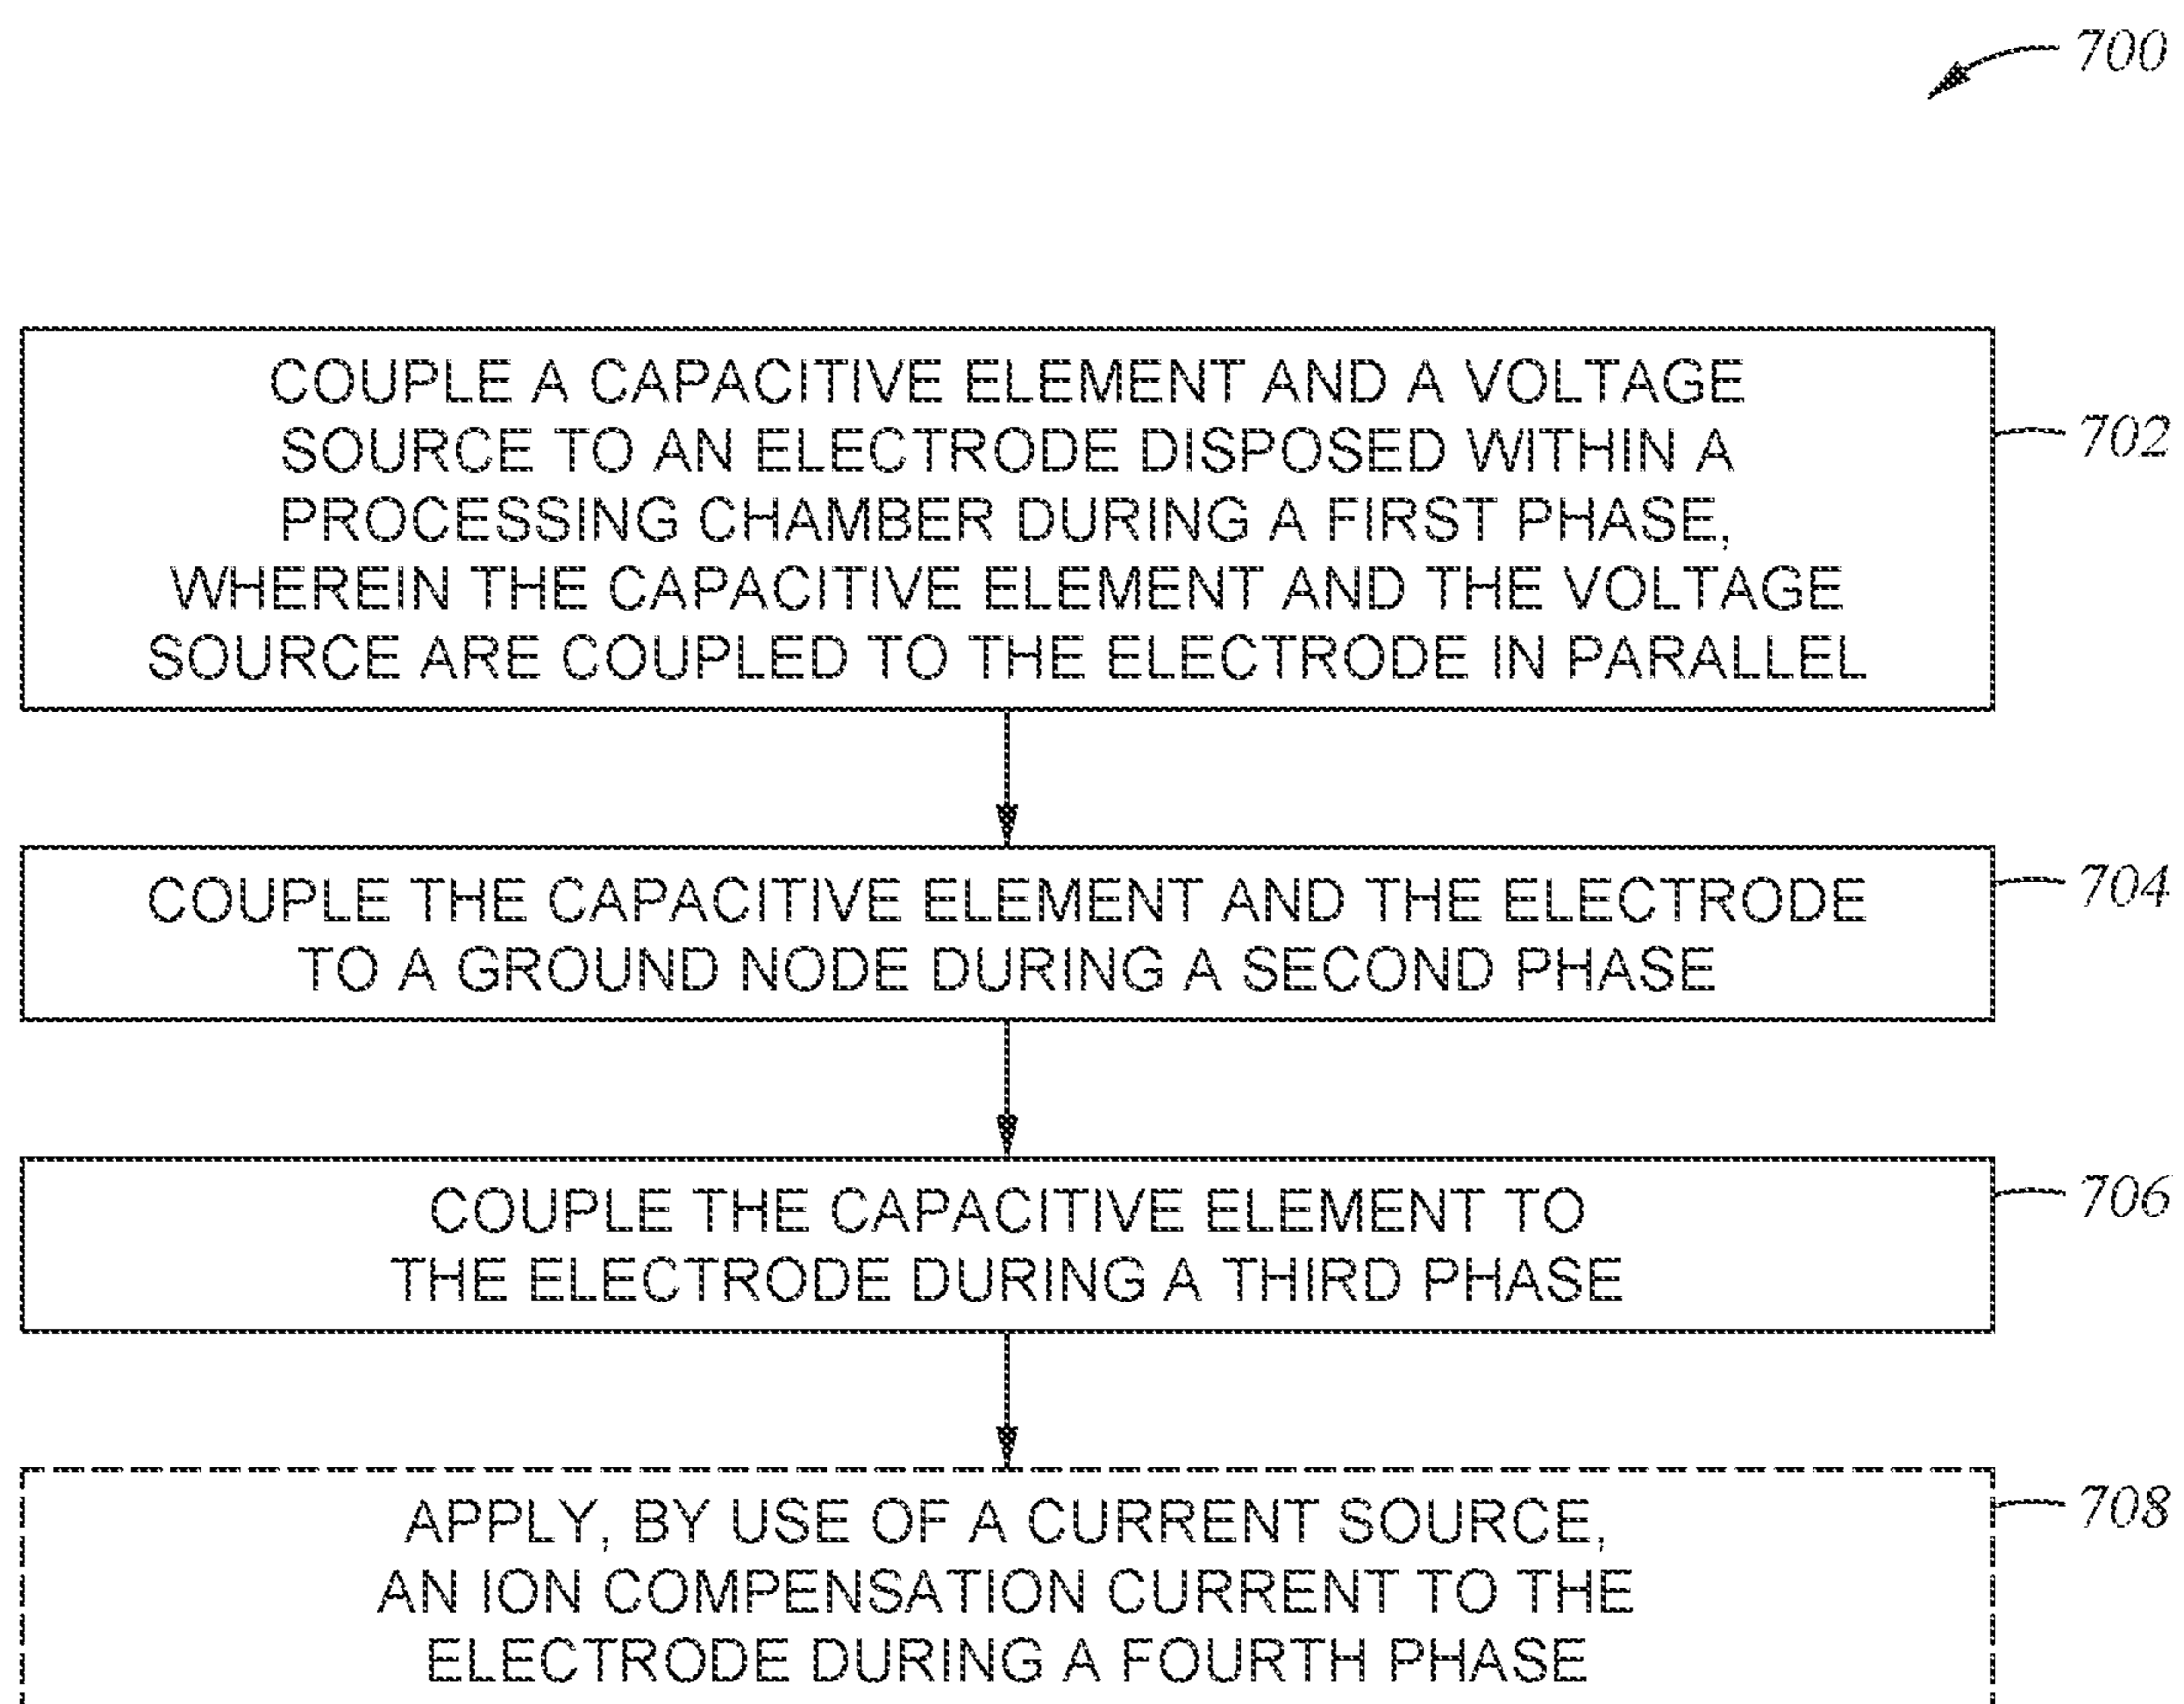 700
COUPLE A CAPACITIVE ELEMENT AND A VOLTAGE
SOURCE TO AN ELECTRODE DISPOSED WITHIN A
PROCESSING CHAMBER DURING A FIRST PHASE,
WHEREIN THE CAPACITIVE ELEMENT AND THE VOLTAGE
SOURCE ARE COUPLED TO THE ELECTRODE IN PARALLEL
702
COUPLE THE CAPACITIVE ELEMENT AND THE ELECTRODE
TO A GROUND NODE DURING A SECOND PHASE
704
COUPLE THE CAPACITIVE ELEMENT TO
THE ELECTRODE DURING A THIRD PHASE
706
APPLY, BY USE OF A CURRENT SOURCE,
AN ION COMPENSATION CURRENT TO THE
ELECTRODE DURING A FOURTH PHASE
708